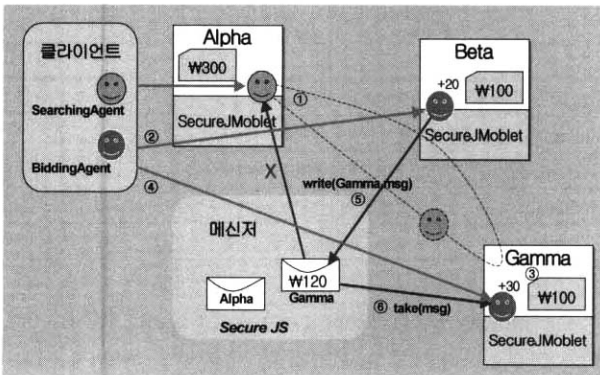 클라이언트
SearchingAgent
BiddingAgent
Alpha
₩300
SecureJMoblet
①
②
④
Beta
+20
₩100
SecureJMoblet
X
write(Gamma,msg)
⑤
메신저
Alpha
₩120
Gamma
Secure JS
⑥ take(msg)
Gamma
③
+30
₩100
SecureJMoblet